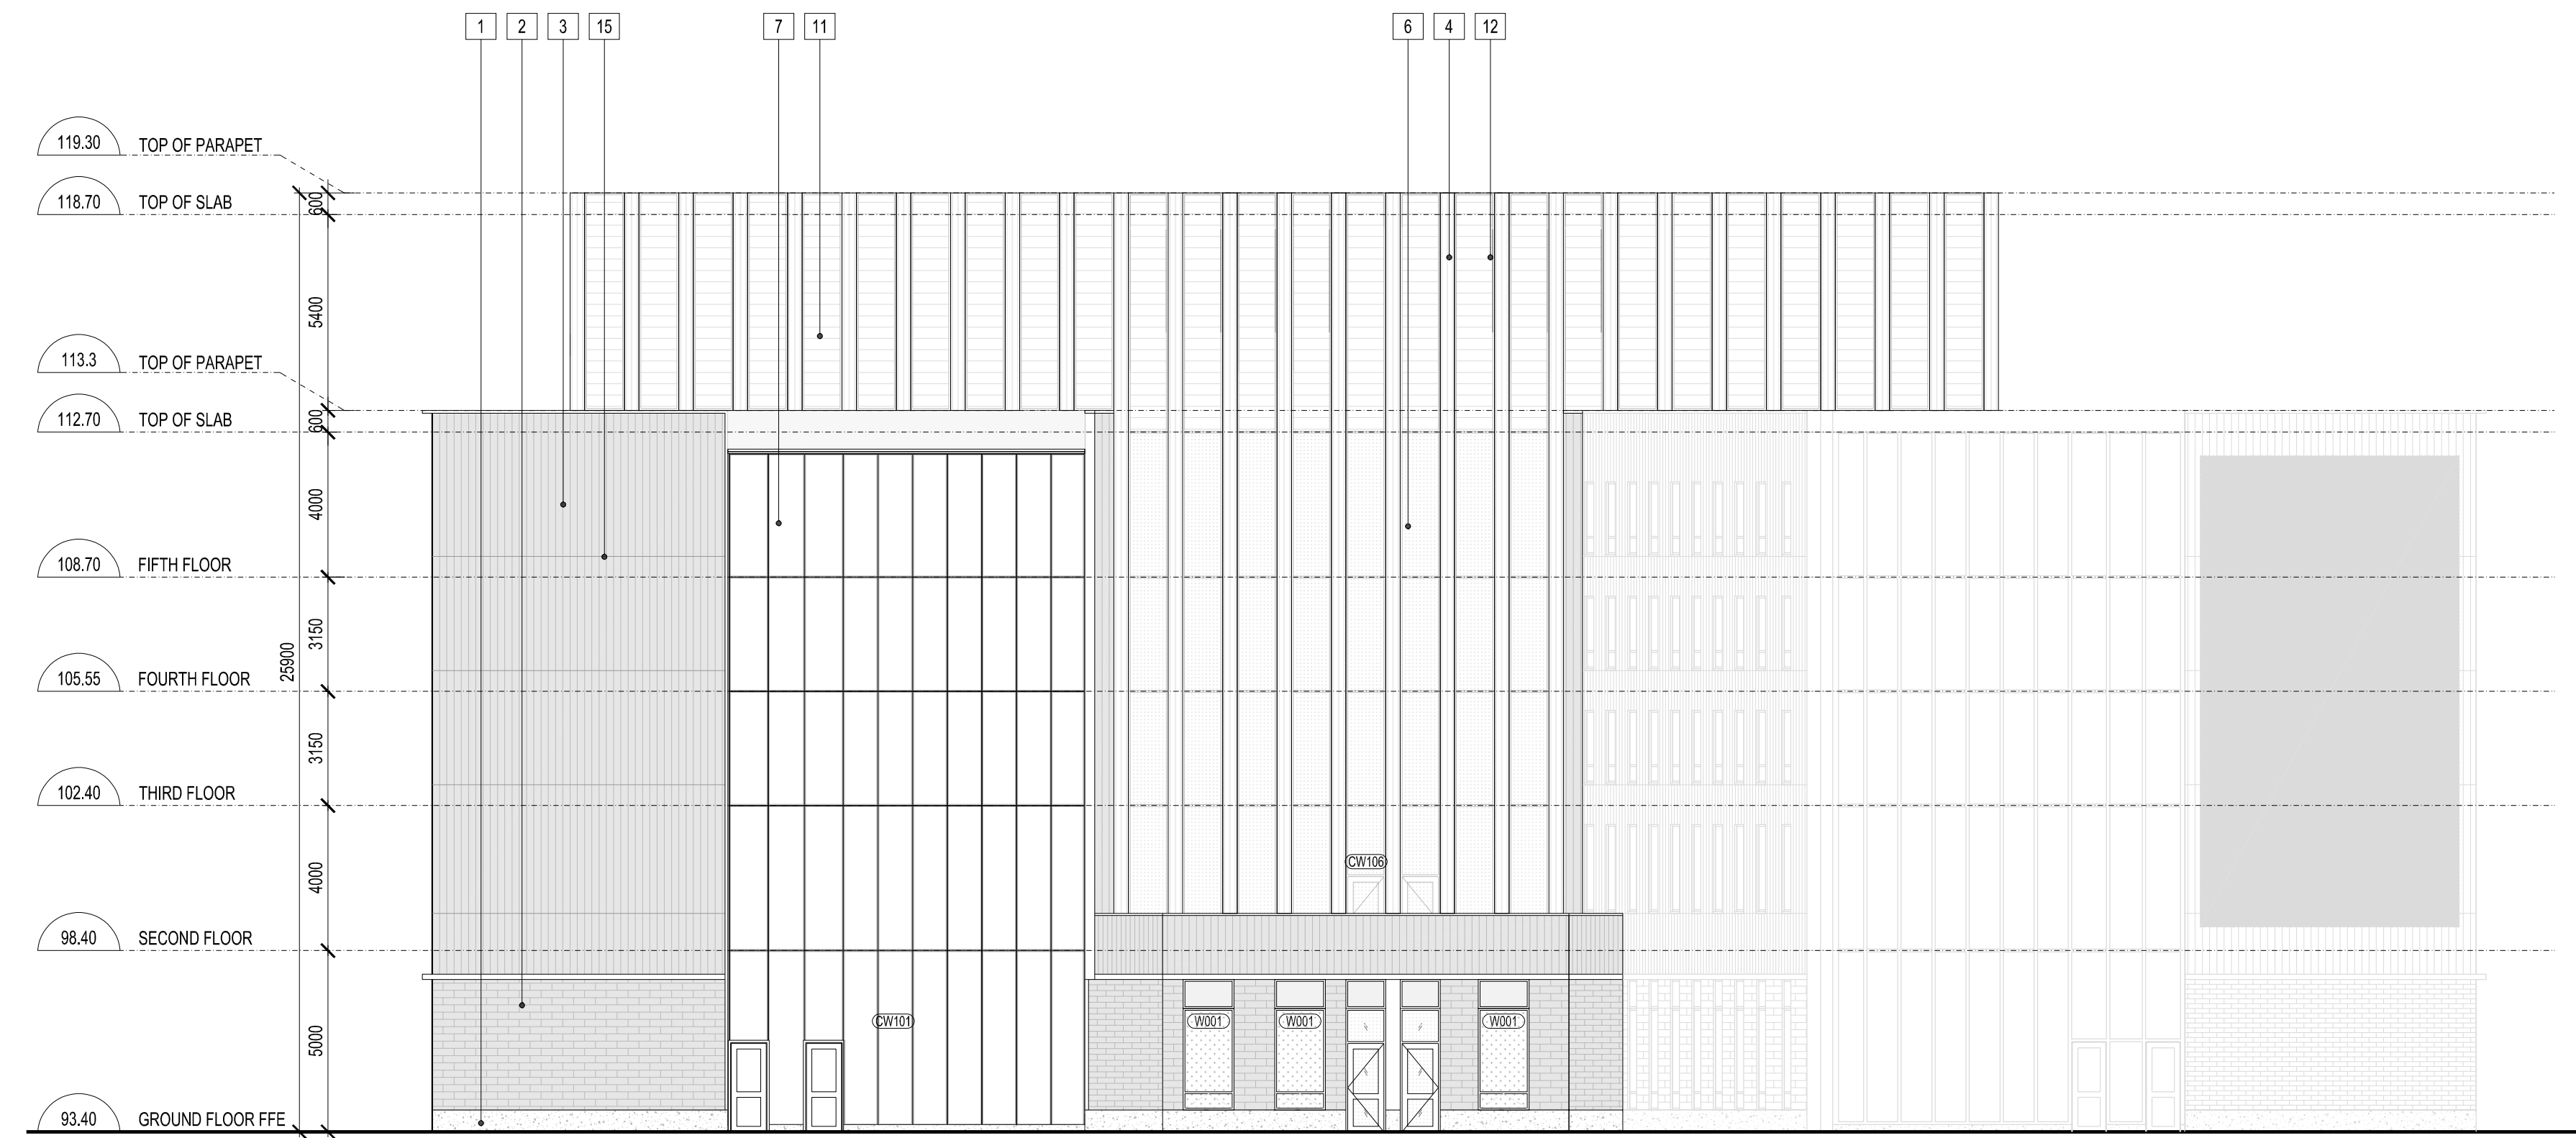 1 2 3 15 7 11 6 4 12
119.30 TOP OF PARAPET
118.70 TOP OF SLAB
600
5400
113.3 TOP OF PARAPET
112.70 TOP OF SLAB
600
4000
108.70 FIFTH FLOOR
3150
25900
105.55 FOURTH FLOOR
3150
102.40 THIRD FLOOR
4000
CW106
98.40 SECOND FLOOR
5000
CW101
W001 W001 W001
93.40 GROUND FLOOR FFE